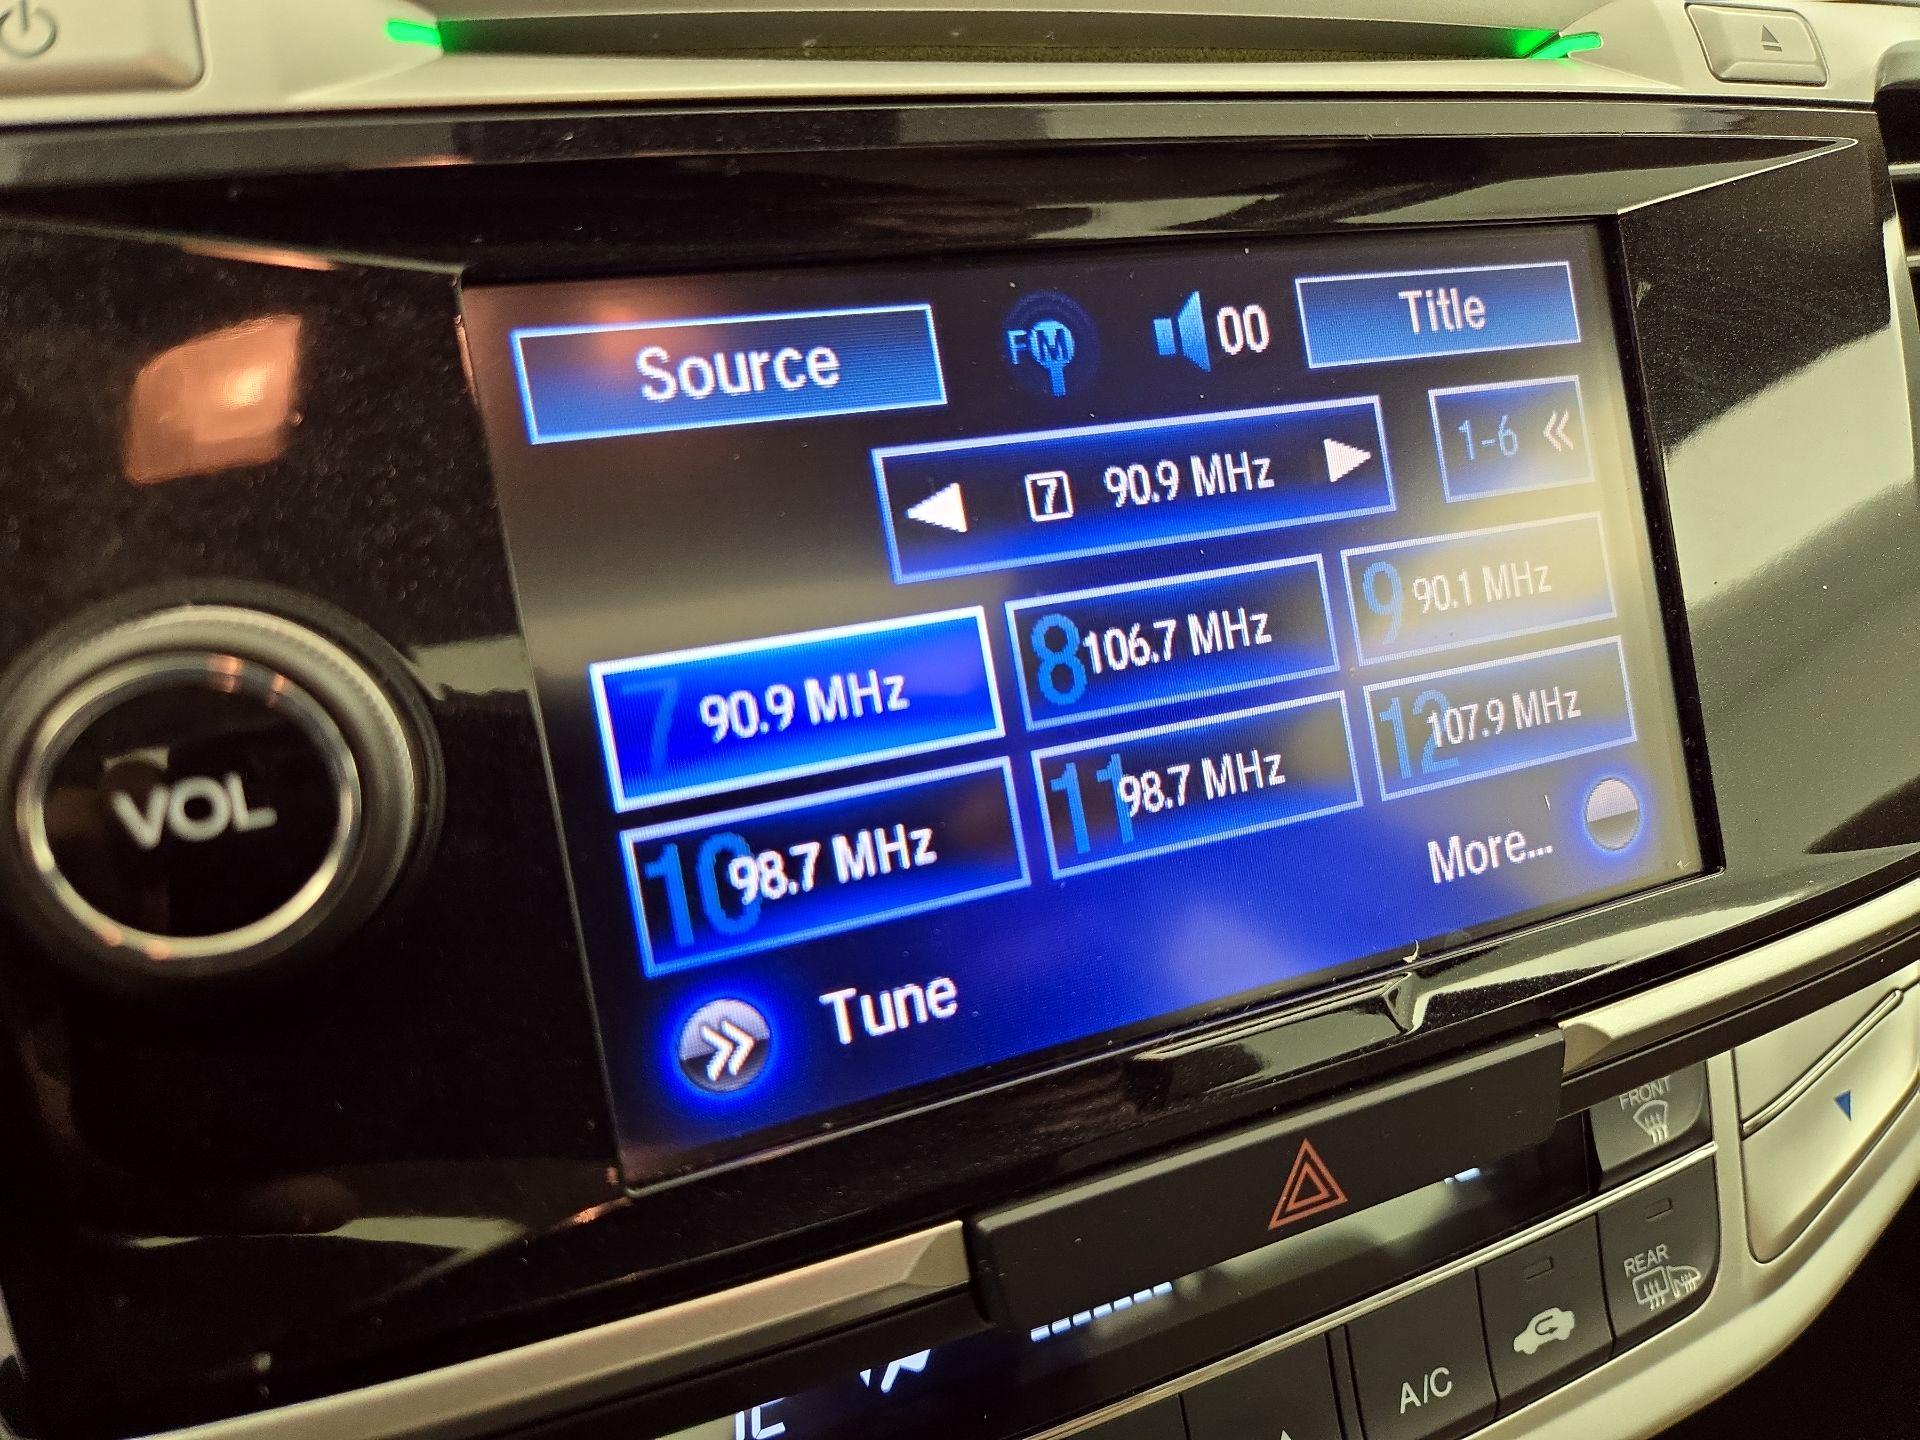 Source FM 00 Title
7 90.9 MHz 1-6
7 90.9 MHz 8 106.7 MHz 9 90.1 MHz
10 98.7 MHz 11 98.7 MHz 12 107.9 MHz
More...
Tune
VOL
FRONT
REAR
A/C